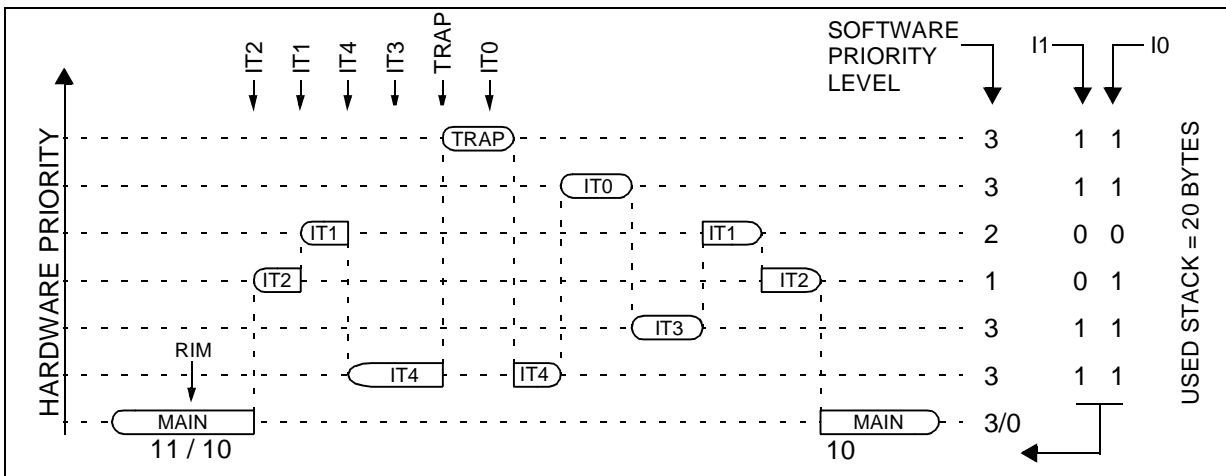 IT2
IT1
IT4
IT3
TRAP
IT0
SOFTWARE
PRIORITY
LEVEL
I1
I0
HARDWARE PRIORITY
TRAP
3
1 1
IT0
3
1 1
IT1
IT1
2
0 0
IT2
IT2
1
0 1
IT3
3
1 1
RIM
IT4
IT4
3
1 1
MAIN
MAIN
3/0
11 / 10
10
USED STACK = 20 BYTES